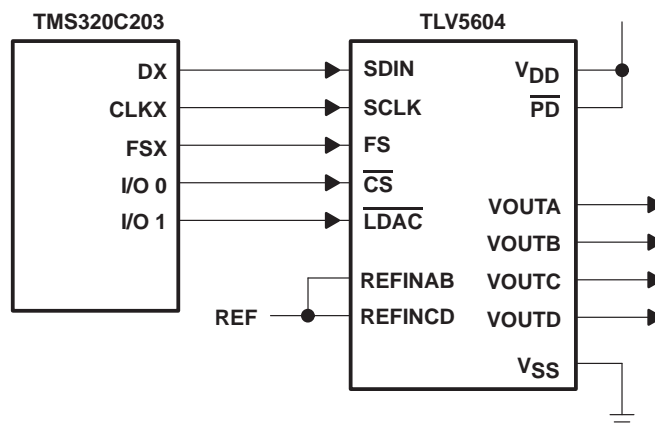 TMS320C203
TLV5604
DX
SDIN
VDD
CLKX
SCLK
PD
FSX
FS
I/O 0
CS
I/O 1
LDAC
VOUTA
VOUTB
REFINAB
VOUTC
REF
REFINCD
VOUTD
VSS